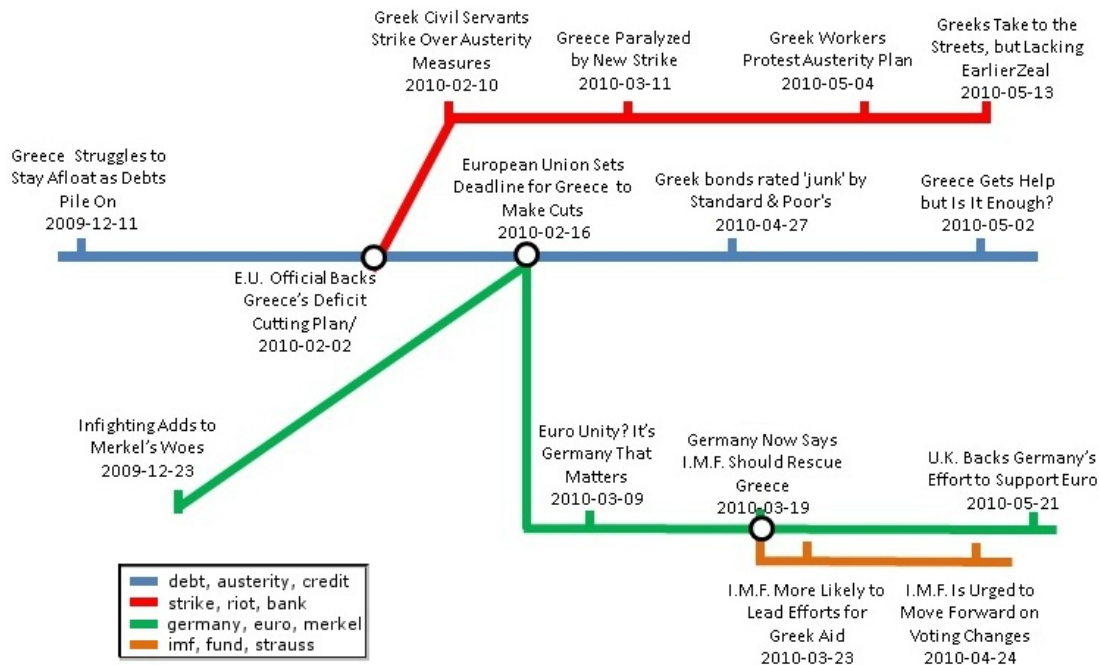 Greek Civil Servants
Strike Over Austerity
Measures
2010-02-10
Greece Paralyzed
by New Strike
2010-03-11
Greek Workers
Protest Austerity Plan
2010-05-04
Greeks Take to the
Streets, but Lacking
EarlierZeal
2010-05-13
Greece Struggles to
Stay Afloat as Debts
Pile On
2009-12-11
European Union Sets
Deadline for Greece to
Make Cuts
2010-02-16
Greek bonds rated 'junk' by
Standard & Poor's
2010-04-27
Greece Gets Help
but Is It Enough?
2010-05-02
E.U. Official Backs
Greece's Deficit
Cutting Plan/
2010-02-02
Infighting Adds to
Merkel's Woes
2009-12-23
Euro Unity? It's
Germany That
Matters
2010-03-09
Germany Now Says
I.M.F. Should Rescue
Greece
2010-03-19
U.K. Backs Germany's
Effort to Support Euro
2010-05-21
I.M.F. More Likely to
Lead Efforts for
Greek Aid
2010-03-23
I.M.F. Is Urged to
Move Forward on
Voting Changes
2010-04-24
debt, austerity, credit
strike, riot, bank
germany, euro, merkel
imf, fund, strauss